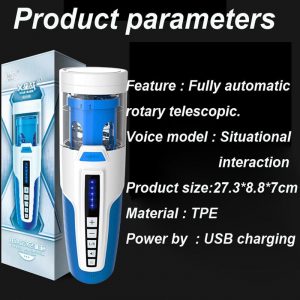 Product parameters
Feature : Fully automatic
rotary telescopic.
Voice model : Situational
interaction
Product size:27.3*8.8*7cm
Material : TPE
Power by : USB charging